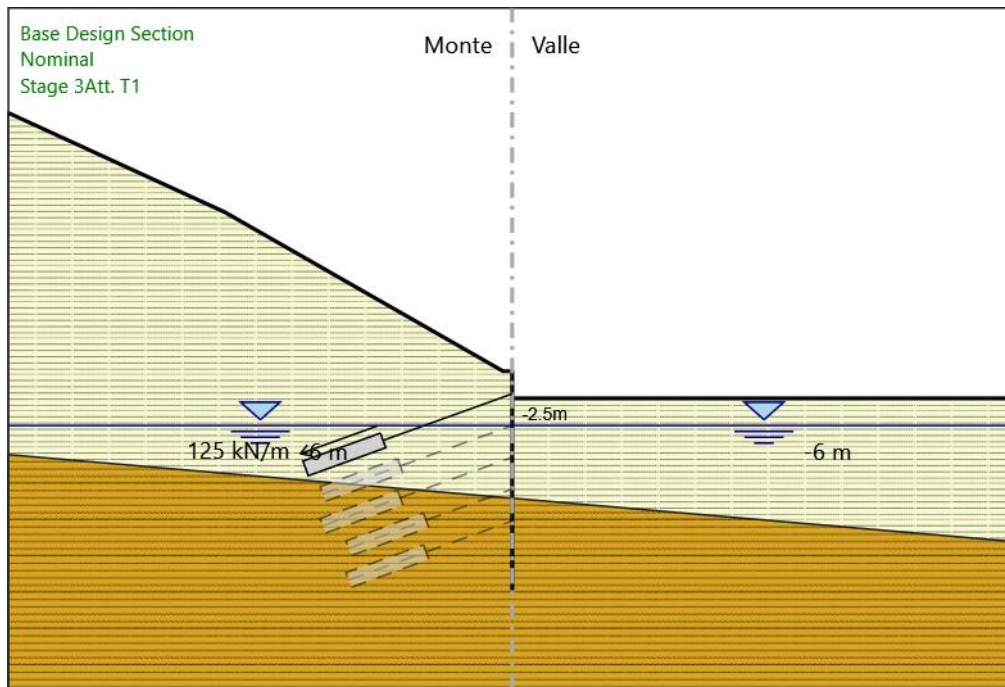 Base Design Section
Nominal
Stage 3Att. T1
Monte
Valle
-2.5m
125 kN/m
-6 m
-6 m